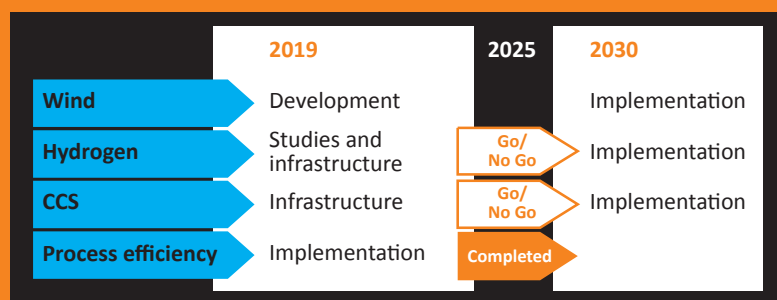 2019 2025 2030
Wind Development Implementation
Hydrogen Studies and infrastructure Go/ No Go Implementation
CCS Infrastructure Go/ No Go Implementation
Process efficiency Implementation Completed